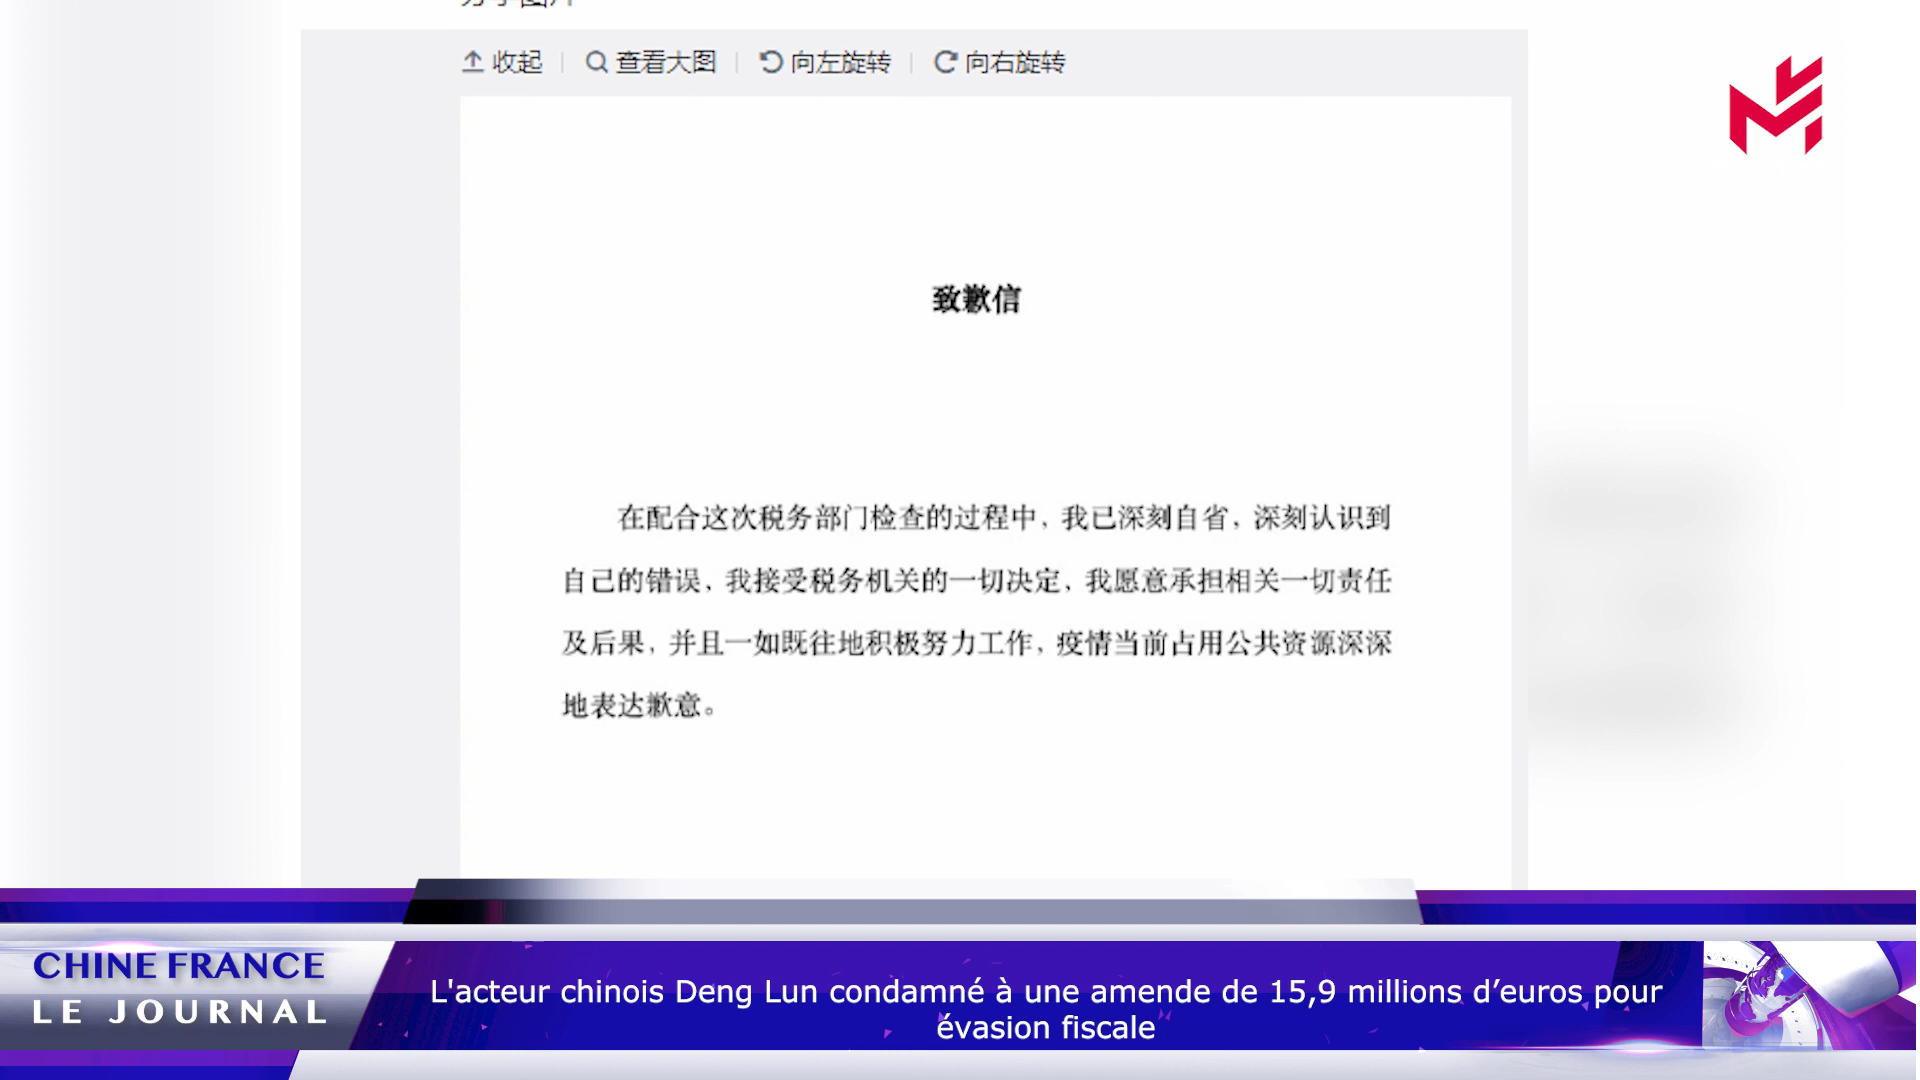 收起 查看大图 向左旋转 向右旋转
致歉信
在配合这次税务部门检查的过程中，我已深刻自省，深刻认识到
自己的错误，我接受税务机关的一切决定，我愿意承担相关一切责任
及后果，并且一如既往地积极努力工作，疫情当前占用公共资源深深
地表达歉意。
CHINE FRANCE
LE JOURNAL
L'acteur chinois Deng Lun condamné à une amende de 15,9 millions d’euros pour
évasion fiscale